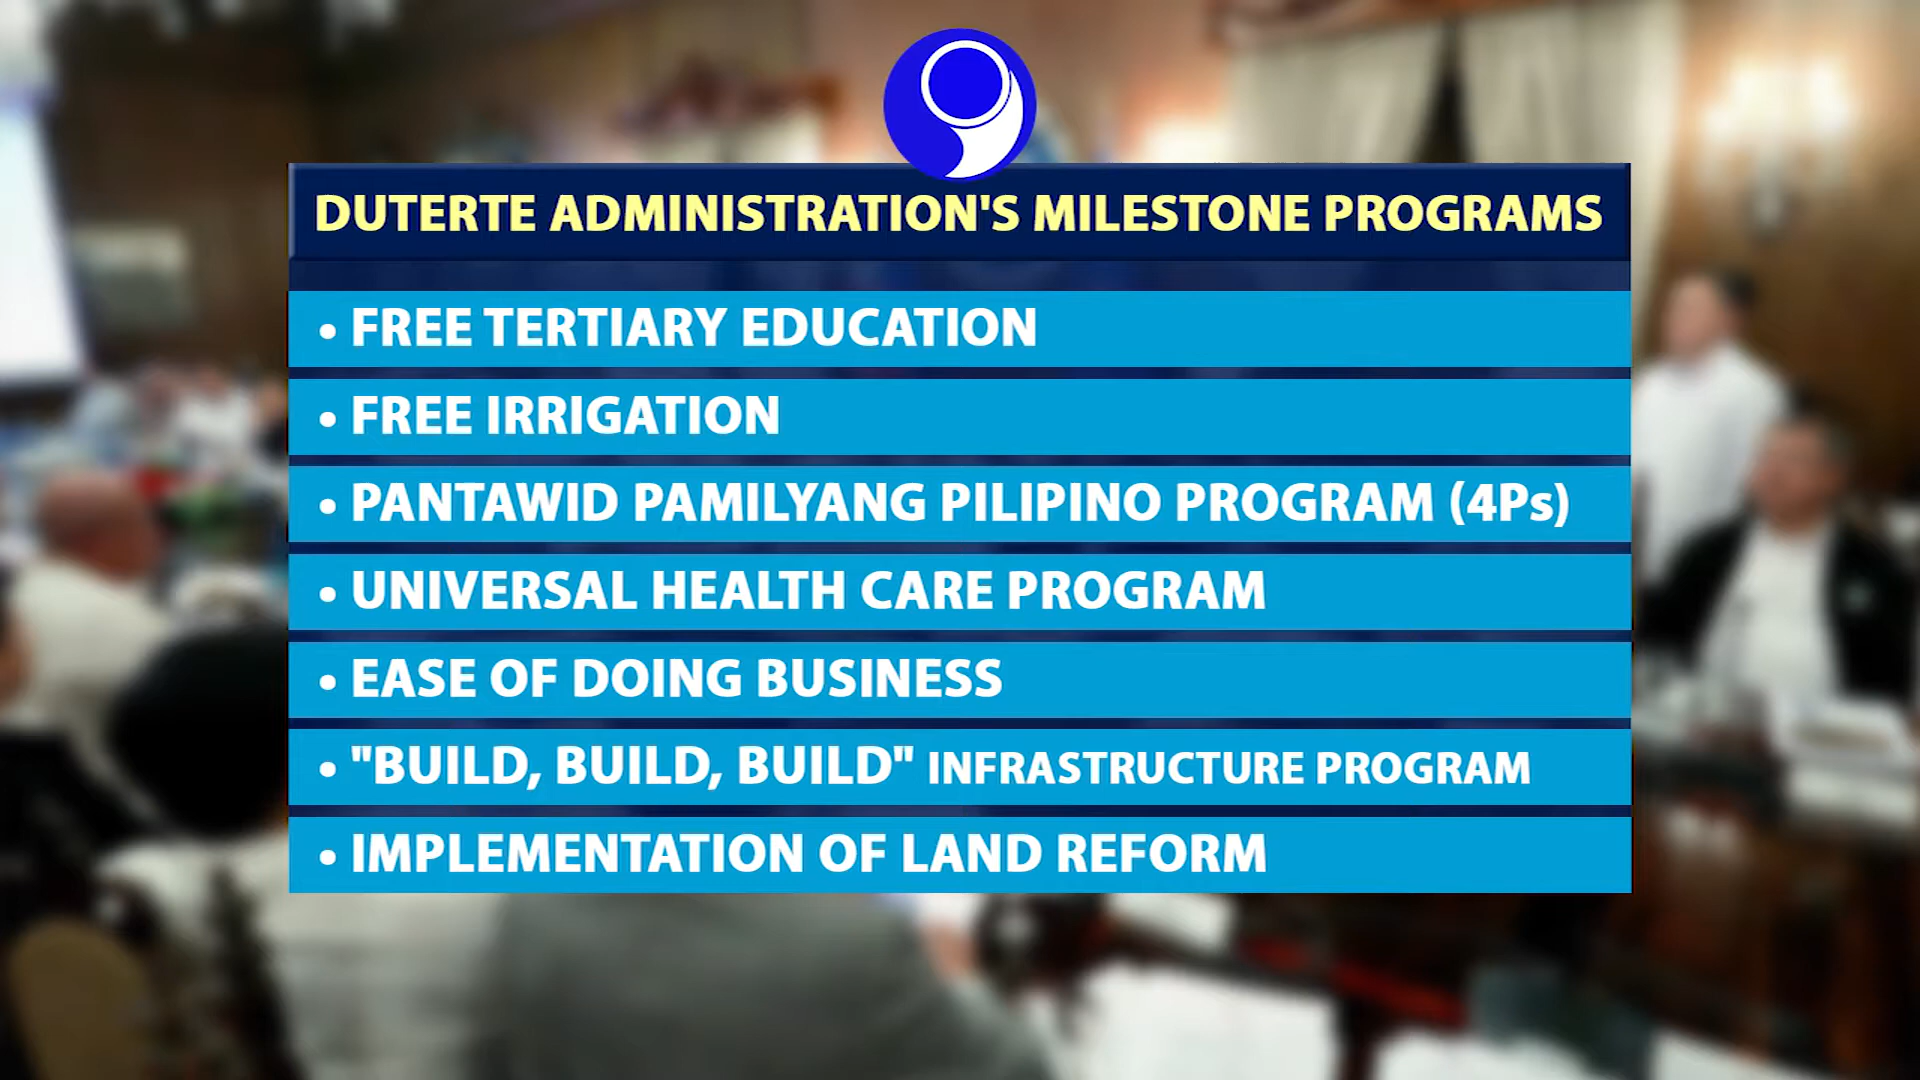 DUTERTE ADMINISTRATION'S MILESTONE PROGRAMS
• FREE TERTIARY EDUCATION
• FREE IRRIGATION
• PANTAWID PAMILYANG PILIPINO PROGRAM (4Ps)
• UNIVERSAL HEALTH CARE PROGRAM
• EASE OF DOING BUSINESS
• "BUILD, BUILD, BUILD" INFRASTRUCTURE PROGRAM
• IMPLEMENTATION OF LAND REFORM